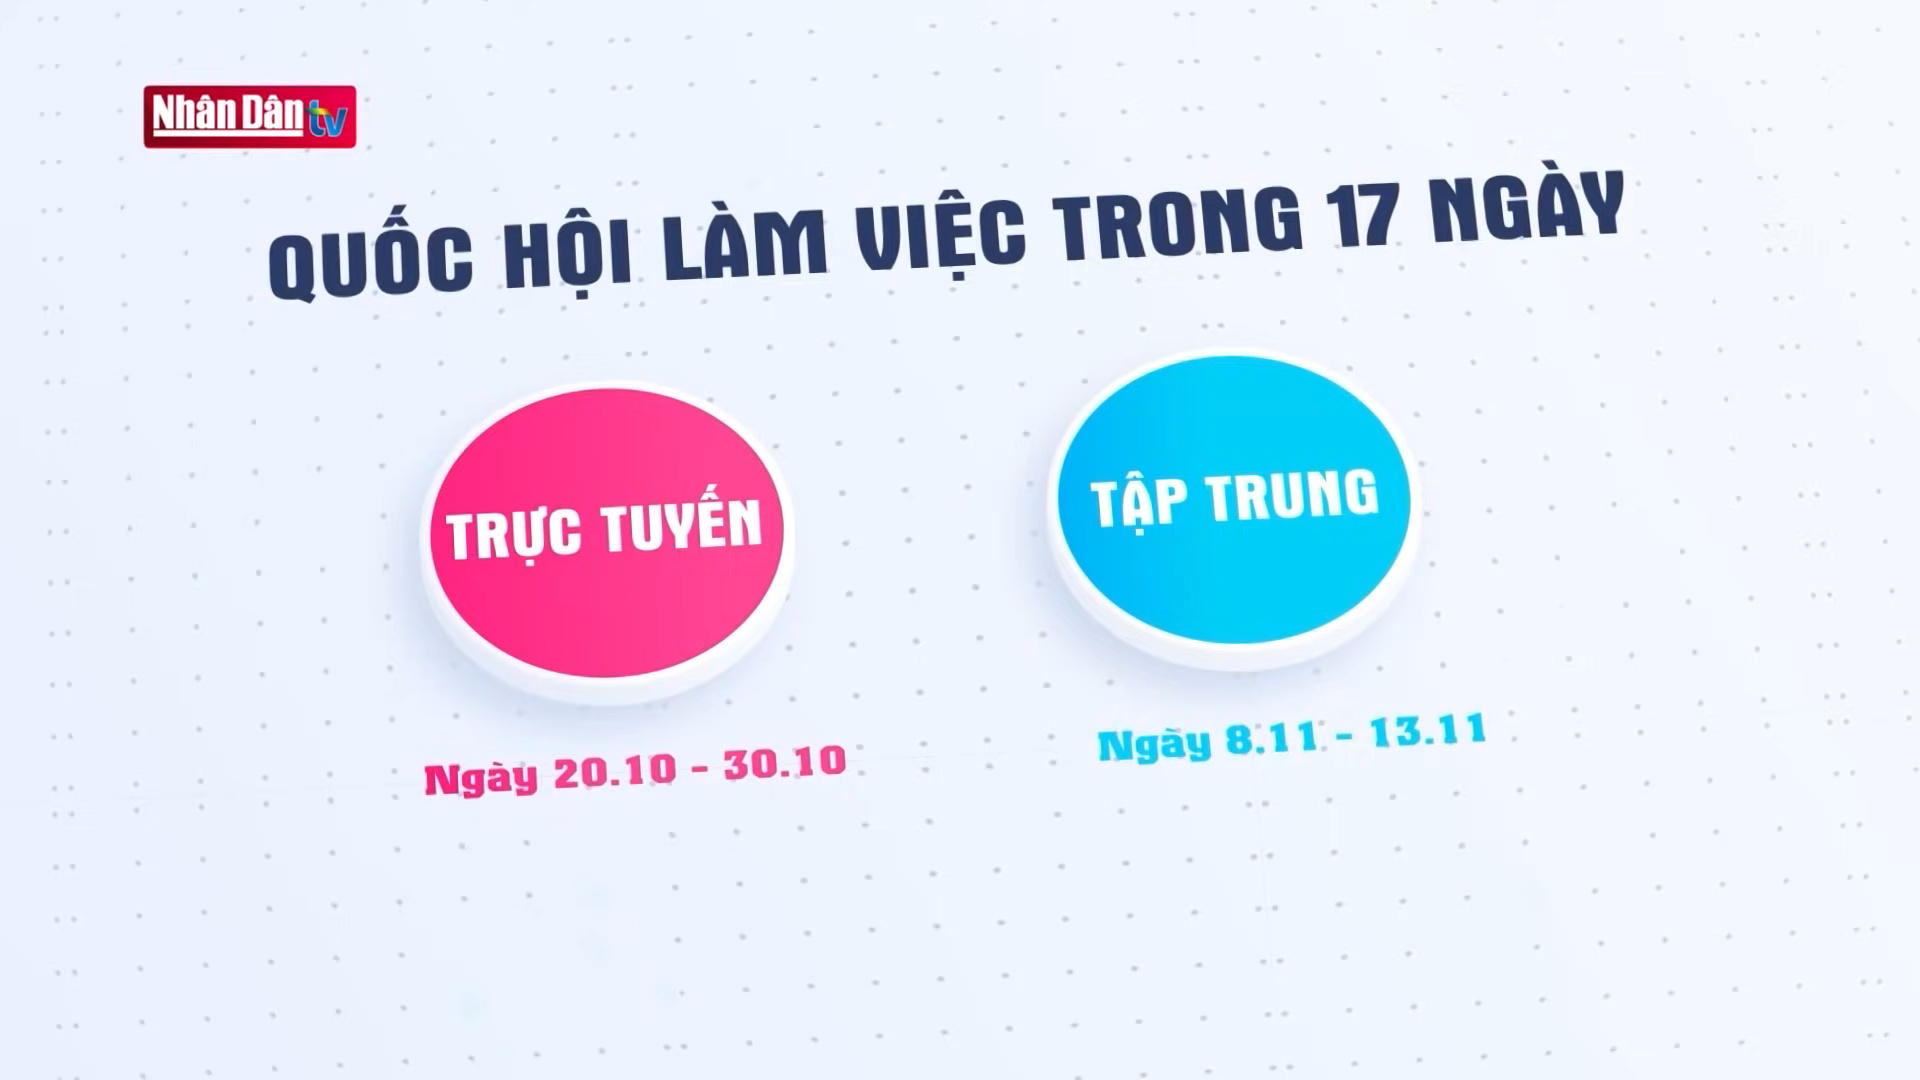 Nhân Dân tv
QUỐC HỘI LÀM VIỆC TRONG 17 NGÀY
TRỰC TUYẾN
TẬP TRUNG
Ngày 20.10 - 30.10
Ngày 8.11 - 13.11